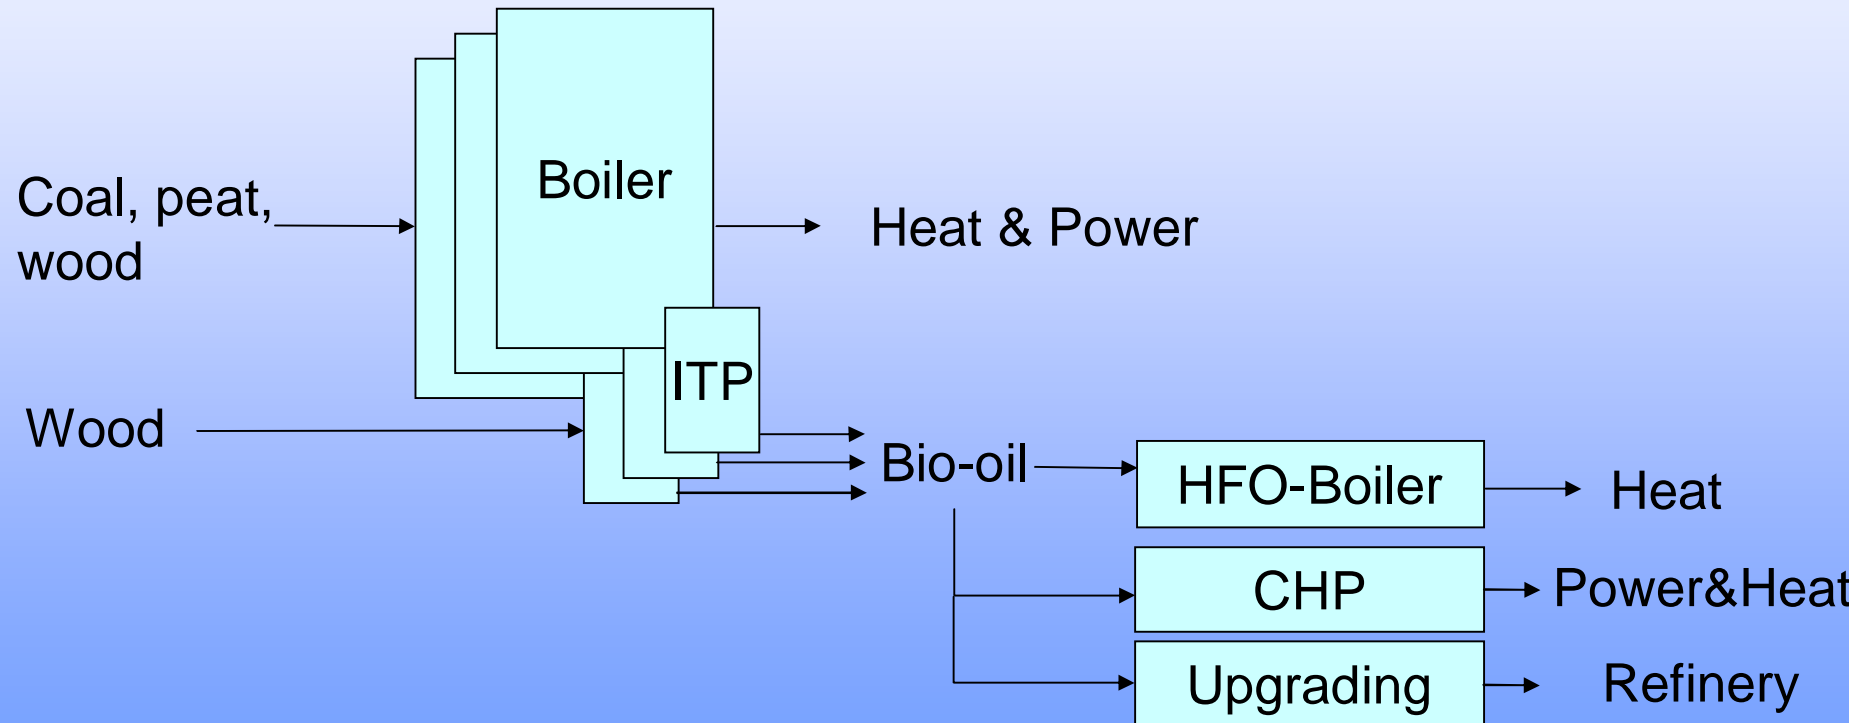 Boiler
Coal, peat,
wood
Heat & Power
ITP
Wood
Bio-oil
HFO-Boiler
Heat
CHP
Power&Heat
Upgrading
Refinery